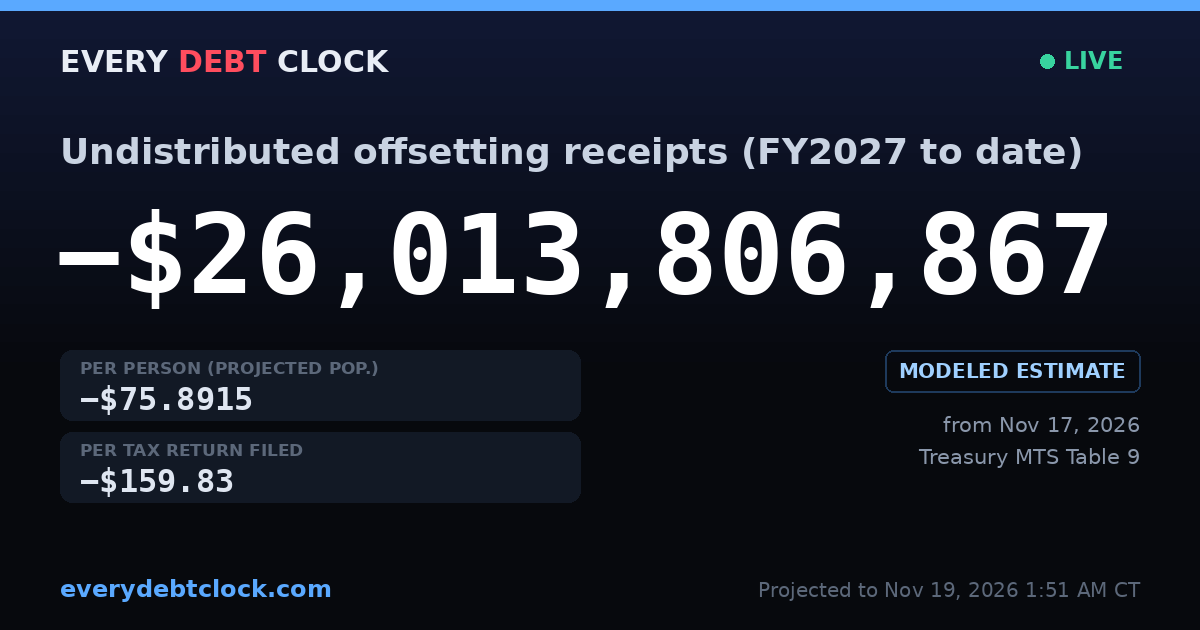 EVERY DEBT CLOCK
LIVE
Undistributed offsetting receipts (FY2027 to date)
−$26,013,806,867
PER PERSON (PROJECTED POP.)
−$75.8915
PER TAX RETURN FILED
−$159.83
MODELED ESTIMATE
from Nov 17, 2026
Treasury MTS Table 9
everydebtclock.com
Projected to Nov 19, 2026 1:51 AM CT